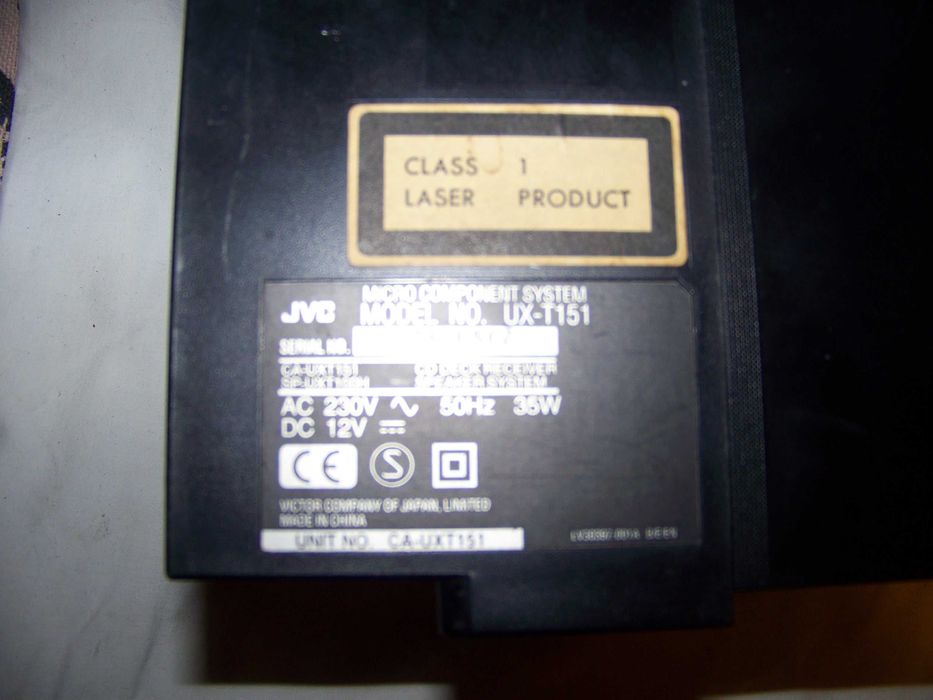 CLASS 1
LASER PRODUCT
MICRO COMPONENT SYSTEM
JVC MODEL NO. UX-T151
SERIAL NO.
CA-UXT151 CD DECK RECEIVER
SPEAKER SYSTEM
AC 230V ∿ 50Hz 35W
DC 12V ⎓
CE S
VICTOR COMPANY OF JAPAN, LIMITED
MADE IN CHINA
UNIT NO. CA-UXT151